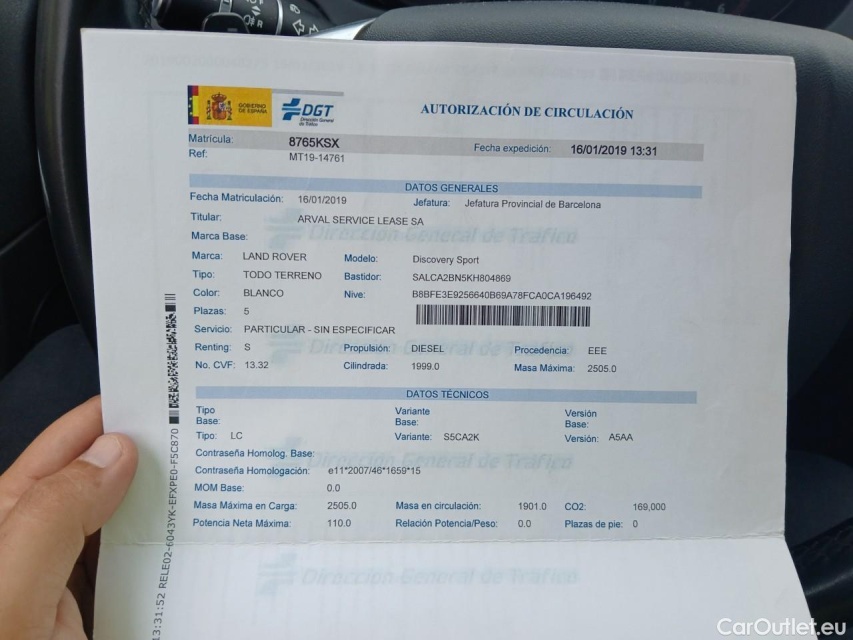 GOBIERNO
DE ESPAÑA
DGT
Dirección General
de Tráfico
AUTORIZACIÓN DE CIRCULACIÓN
Matrícula: 8765KSX Fecha expedición: 16/01/2019 13:31
Ref: MT19-14761
DATOS GENERALES
Fecha Matriculación: 16/01/2019 Jefatura: Jefatura Provincial de Barcelona
Titular: ARVAL SERVICE LEASE SA
Dirección General de Tráfico
Marca Base:
Marca: LAND ROVER Modelo: Discovery Sport
Tipo: TODO TERRENO Bastidor: SALCA2BN5KH804869
Color: BLANCO Nive: B8BFE3E9256640B69A78FCA0CA196492
Plazas: 5
Servicio: PARTICULAR - SIN ESPECIFICAR
Dirección General de Tráfico
Renting: S Propulsión: DIESEL Procedencia: EEE
No. CVF: 13.32 Cilindrada: 1999.0 Masa Máxima: 2505.0
DATOS TÉCNICOS
Tipo Base: Variante Base: Versión Base:
Tipo: LC Variante: S5CA2K Versión: A5AA
Contraseña Homolog. Base:
Dirección General de Tráfico
Contraseña Homologación: e11*2007/46*1659*15
MOM Base: 0.0
Masa Máxima en Carga: 2505.0 Masa en circulación: 1901.0 CO2: 169,000
Potencia Neta Máxima: 110.0 Relación Potencia/Peso: 0.0 Plazas de pie: 0
Dirección General de Tráfico
13:31:52 RELE02-6043YK-EFXPE0-F5C870
CarOutlet.eu